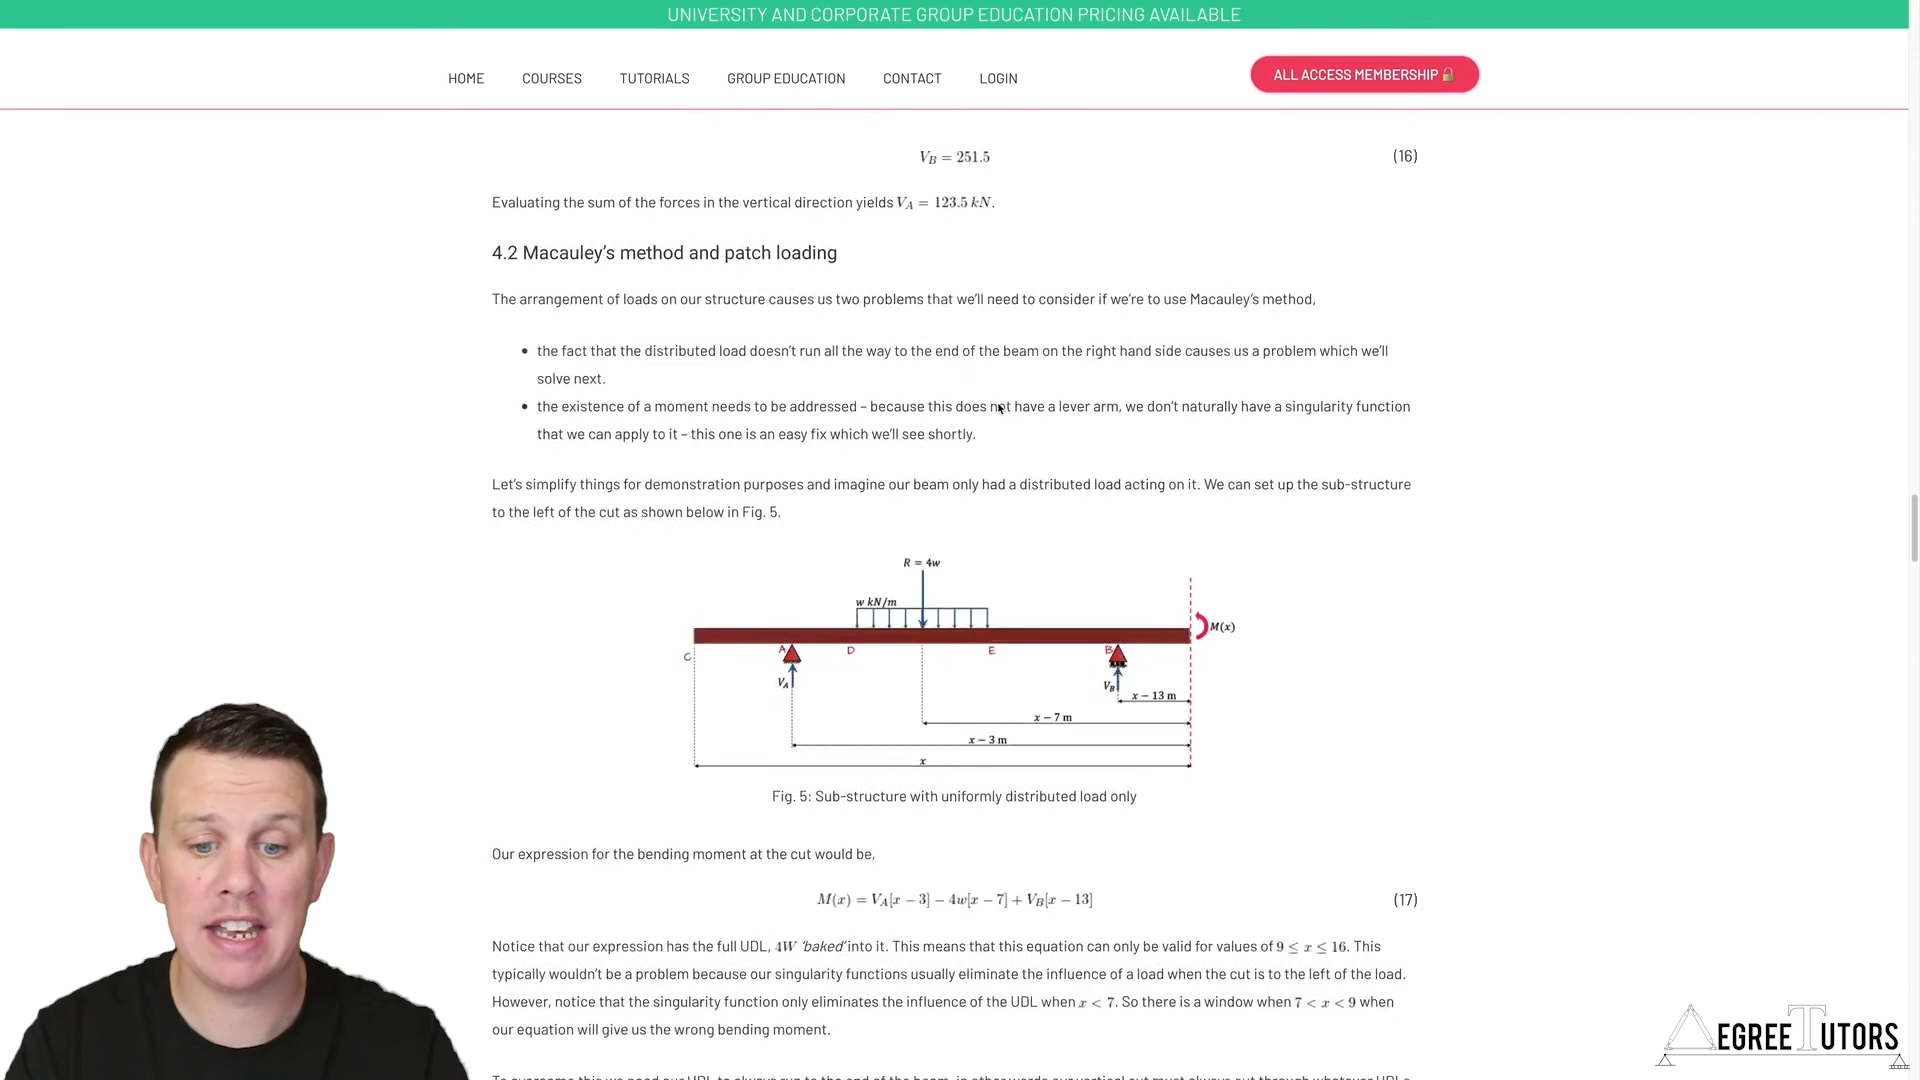 UNIVERSITY AND CORPORATE GROUP EDUCATION PRICING AVAILABLE
HOME COURSES TUTORIALS GROUP EDUCATION CONTACT LOGIN ALL ACCESS MEMBERSHIP
V_B = 251.5 (16)
Evaluating the sum of the forces in the vertical direction yields V_A = 123.5 kN.
4.2 Macauley’s method and patch loading
The arrangement of loads on our structure causes us two problems that we’ll need to consider if we’re to use Macauley’s method,
• the fact that the distributed load doesn’t run all the way to the end of the beam on the right hand side causes us a problem which we’ll
solve next.
• the existence of a moment needs to be addressed – because this does not have a lever arm, we don’t naturally have a singularity function
that we can apply to it – this one is an easy fix which we’ll see shortly.
Let’s simplify things for demonstration purposes and imagine our beam only had a distributed load acting on it. We can set up the sub-structure
to the left of the cut as shown below in Fig. 5.
R = 4w
w kN/m
M(x)
C A D E B
V_A V_B
x − 13 m
x − 7 m
x − 3 m
x
Fig. 5: Sub-structure with uniformly distributed load only
Our expression for the bending moment at the cut would be,
M(x) = V_A[x − 3] − 4w[x − 7] + V_B[x − 13] (17)
Notice that our expression has the full UDL, 4W ‘baked’ into it. This means that this equation can only be valid for values of 9 ≤ x ≤ 16. This
typically wouldn’t be a problem because our singularity functions usually eliminate the influence of a load when the cut is to the left of the load.
However, notice that the singularity function only eliminates the influence of the UDL when x < 7. So there is a window when 7 < x < 9 when
our equation will give us the wrong bending moment.
DEGREE TUTORS